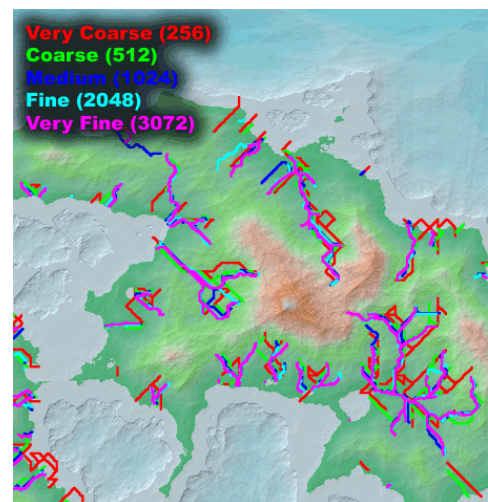 Very Coarse (256)
Coarse (512)
Medium (1024)
Fine (2048)
Very Fine (3072)